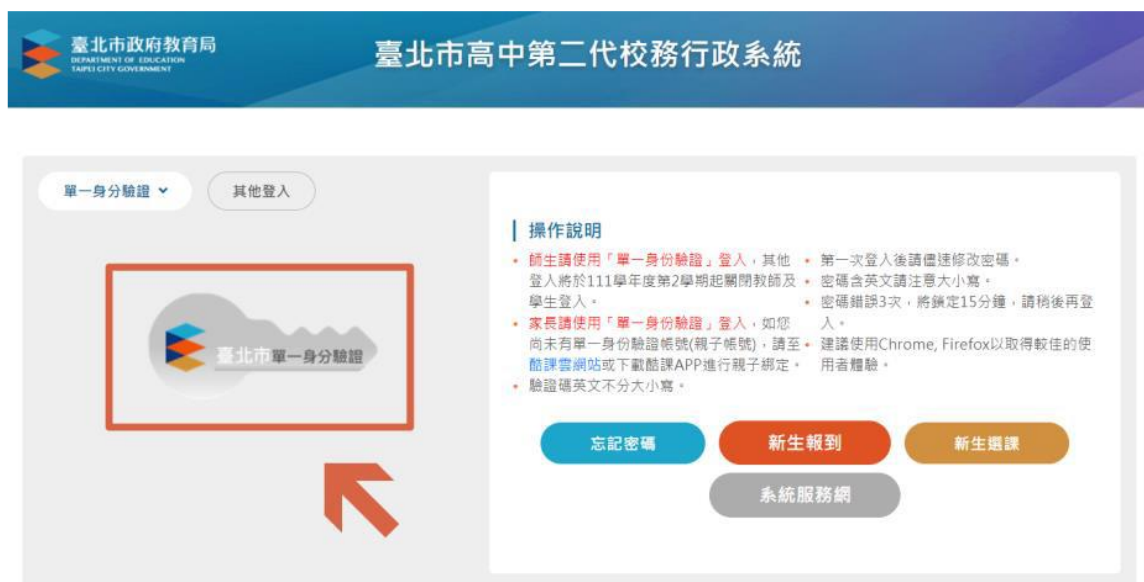 臺北市政府教育局
DEPARTMENT OF EDUCATION
TAIPEI CITY GOVERNMENT
臺北市高中第二代校務行政系統
單一身分驗證
其他登入
臺北市單一身分驗證
操作說明
師生請使用「單一身份驗證」登入，其他
登入將於111學年度第2學期起關閉教師及
學生登入。
家長請使用「單一身份驗證」登入，如您
尚未有單一身份驗證帳號(親子帳號)，請至
酷課雲網站或下載酷課APP進行親子綁定。
驗證碼英文不分大小寫。
第一次登入後請儘速修改密碼。
密碼含英文請注意大小寫。
密碼錯誤3次，將鎖定15分鐘，請稍後再登
入。
建議使用Chrome, Firefox以取得較佳的使
用者體驗。
忘記密碼
新生報到
新生選課
系統服務網